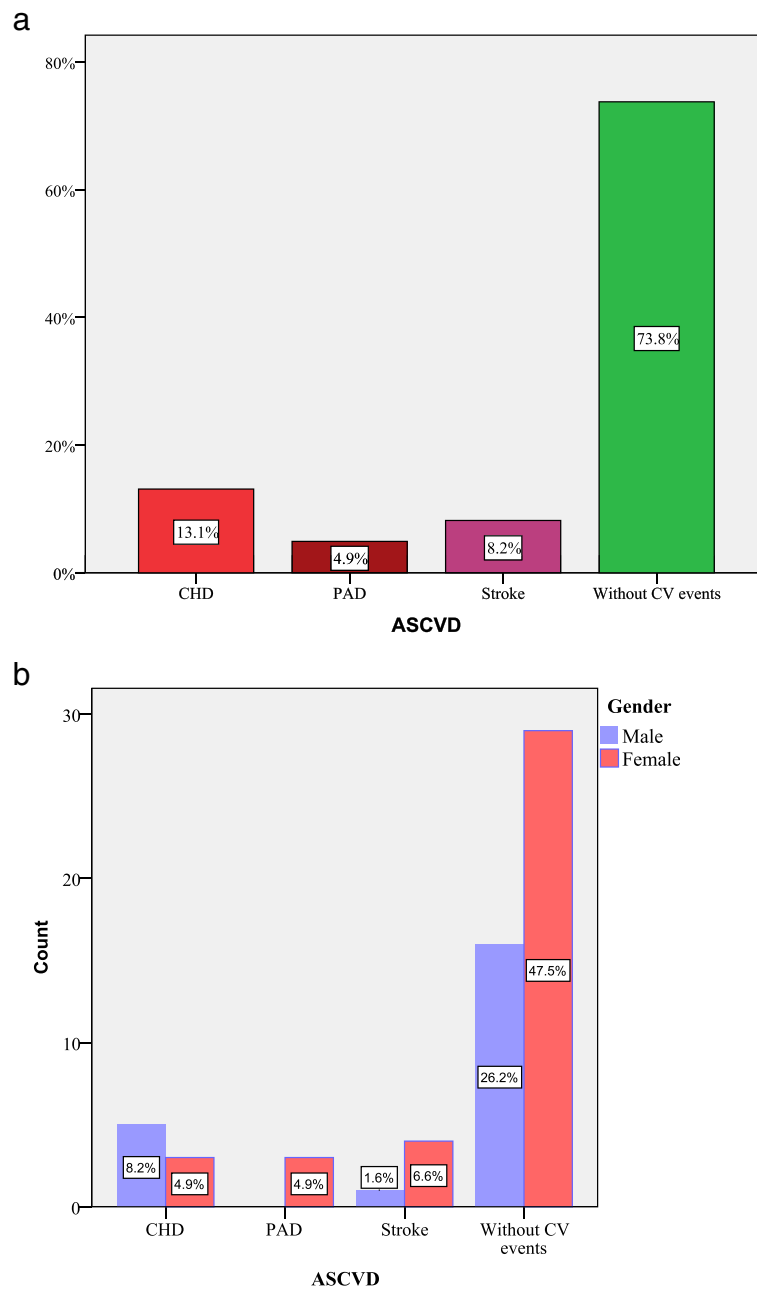 a
80%
60%
40%
20%
0%
13.1%
4.9%
8.2%
73.8%
CHD PAD Stroke Without CV events
ASCVD
b
Gender
Male
Female
Count
30
20
10
0
8.2%
4.9%
4.9%
1.6%
6.6%
26.2%
47.5%
CHD PAD Stroke Without CV
events
ASCVD